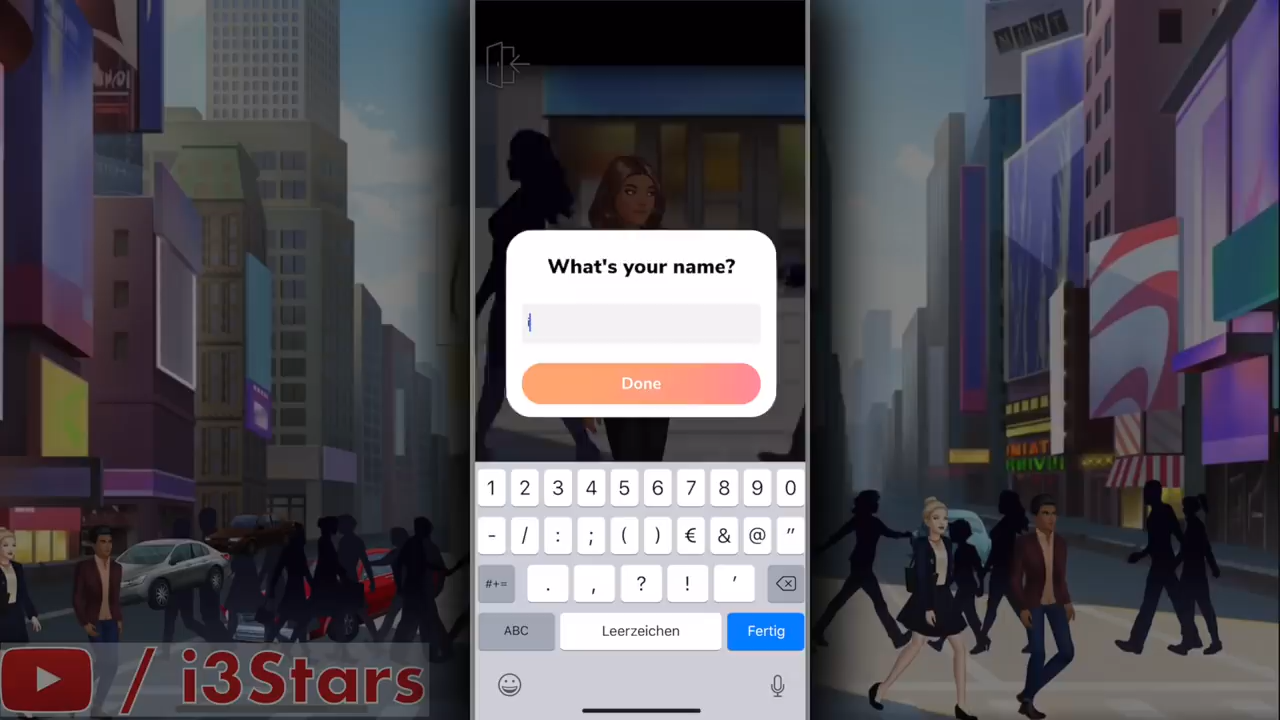 What's your name?
i
Done
1 2 3 4 5 6 7 8 9 0
- / : ; ( ) € & @ "
#+= . , ? ! '
ABC Leerzeichen Fertig
/ i3Stars